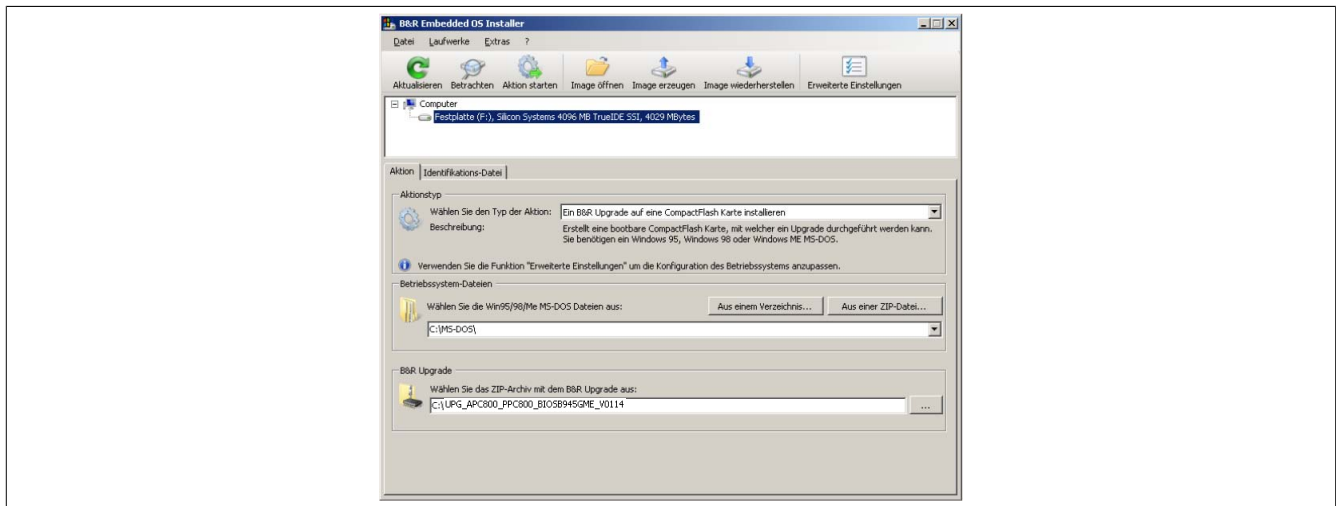 B&R Embedded OS Installer
Datei Laufwerke Extras ?
Aktualisieren Betrachten Aktion starten Image öffnen Image erzeugen Image wiederherstellen Erweiterte Einstellungen
Computer
Festplatte (F:), Silicon Systems 4096 MB TrueIDE SSI, 4029 MBytes
Aktion Identifikations-Datei
Aktionstyp
Wählen Sie den Typ der Aktion: Ein B&R Upgrade auf eine CompactFlash Karte installieren
Beschreibung: Erstellt eine bootbare CompactFlash Karte, mit welcher ein Upgrade durchgeführt werden kann.
Sie benötigen ein Windows 95, Windows 98 oder Windows ME MS-DOS.
Verwenden Sie die Funktion "Erweiterte Einstellungen" um die Konfiguration des Betriebssystems anzupassen.
Betriebssystem-Dateien
Wählen Sie die Win95/98/Me MS-DOS Dateien aus: Aus einem Verzeichnis... Aus einer ZIP-Datei...
C:\MS-DOS\
B&R Upgrade
Wählen Sie das ZIP-Archiv mit dem B&R Upgrade aus:
C:\UPG_APC800_PPC800_BIOSB945GME_V0114 ...